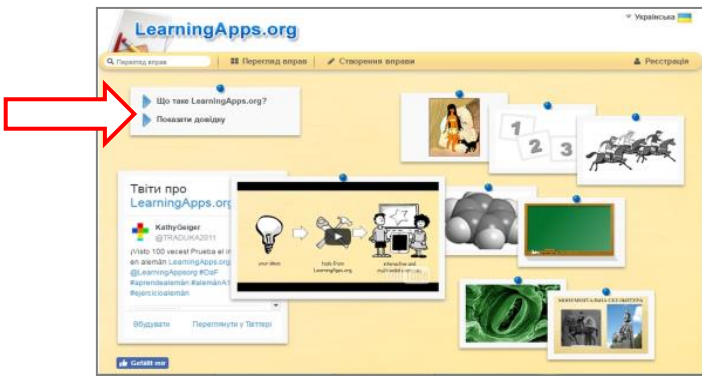 LearningApps.org
Українська
Перегляд вправ
Перегляд вправ
Створення вправи
Реєстрація
Що таке LearningApps.org?
Показати довідку
1
2
3
Твіти про
LearningApps.org
KathyGeiger
@TRADUKA2011
¡Visto 100 veces! Prueba el
en alemán LearningApps.org
@LearningAppsorg #DaF
#aprendealemán #alemánA1
#ejercicioalemán
Вбудувати
Переглянути у Твіттері
your ideas
tools from
LearningApps.org
interactive and
МОНУМЕНТАЛЬНА СКУЛЬПТУРА
Gefällt mir